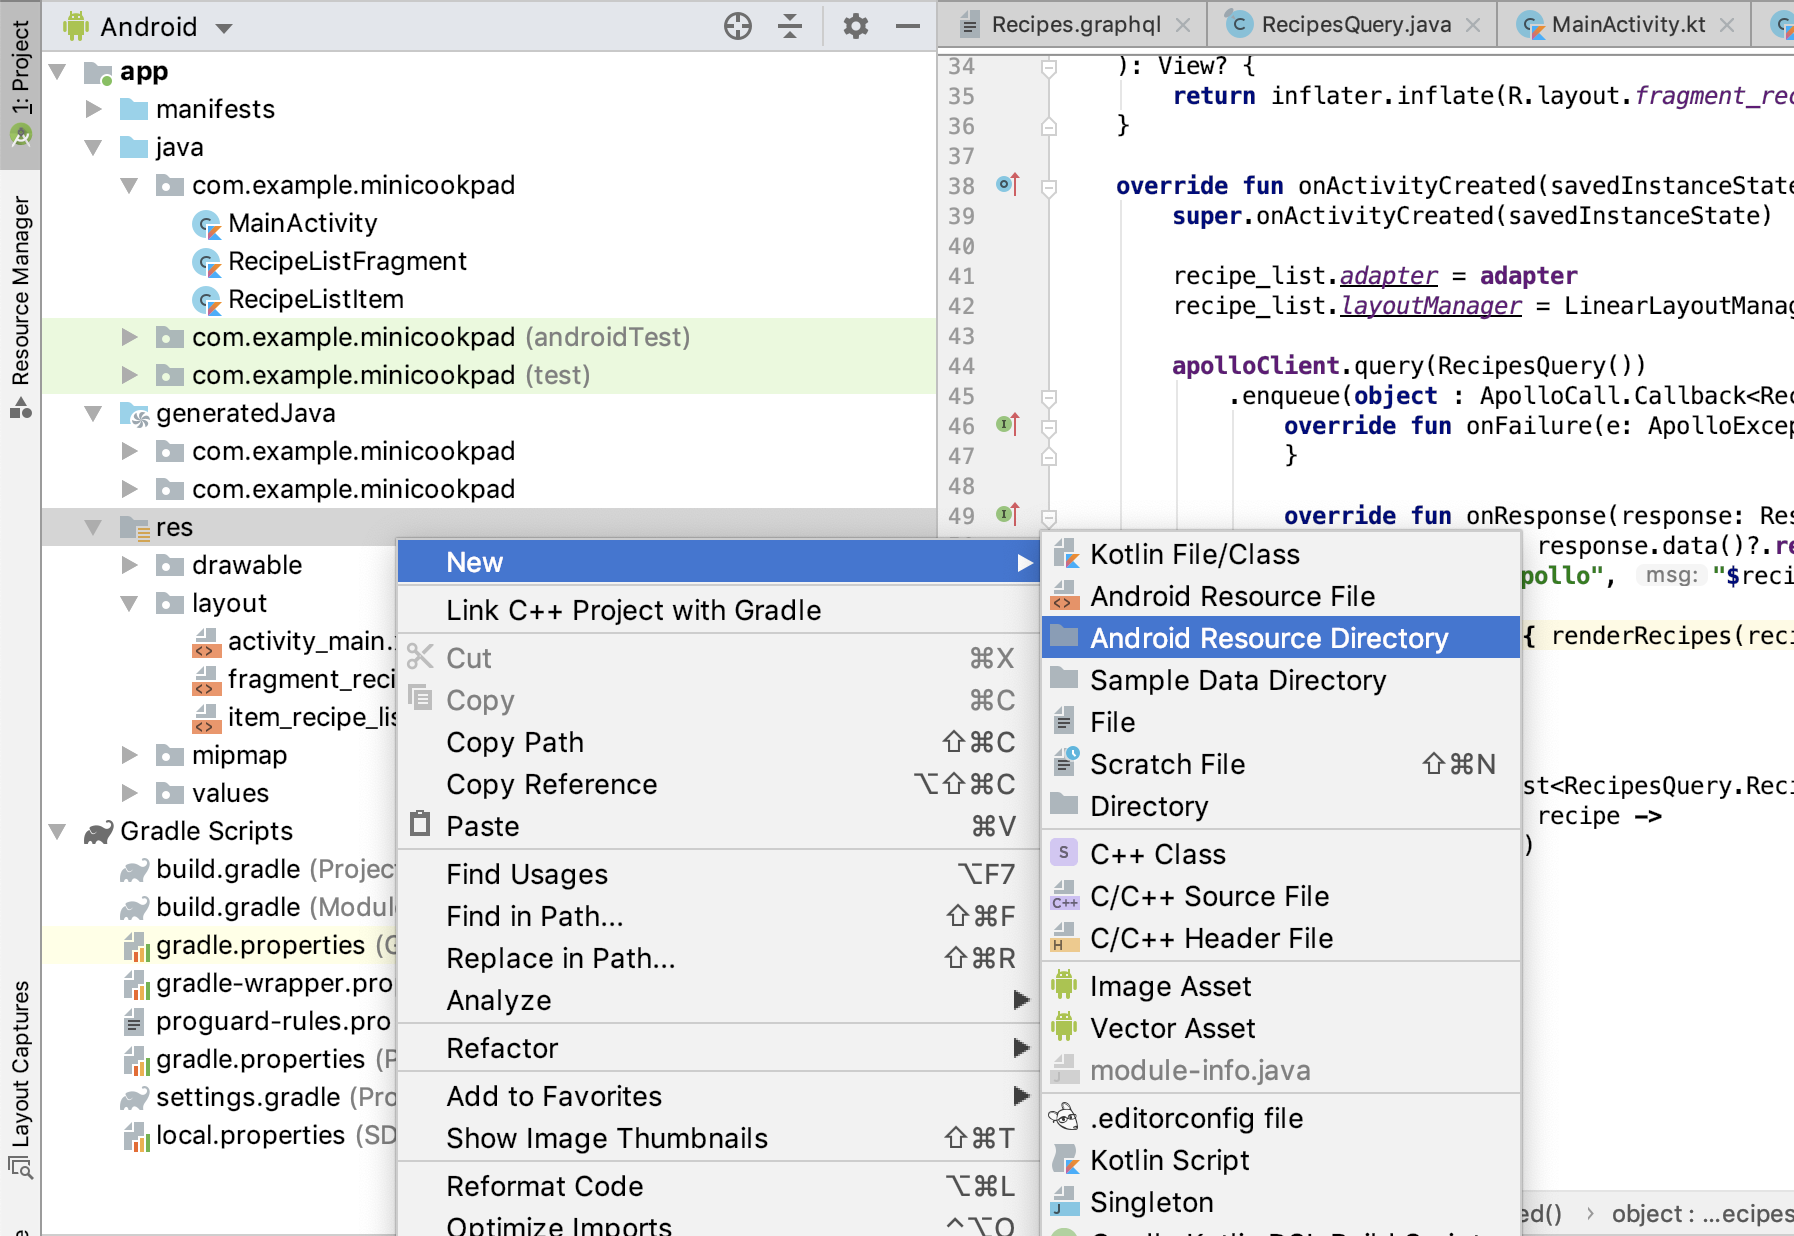 1: Project
Resource Manager
Layout Captures
Android
app
manifests
java
com.example.minicookpad
MainActivity
RecipeListFragment
RecipeListItem
com.example.minicookpad (androidTest)
com.example.minicookpad (test)
generatedJava
com.example.minicookpad
com.example.minicookpad
res
drawable
layout
activity_main.
fragment_reci
item_recipe_lis
mipmap
values
Gradle Scripts
build.gradle (Projec
build.gradle (Modul
gradle.properties (G
gradle-wrapper.prop
proguard-rules.pro
gradle.properties (P
settings.gradle (Pro
local.properties (SD
New
Link C++ Project with Gradle
Cut ⌘X
Copy ⌘C
Copy Path ⇧⌘C
Copy Reference ⌥⇧⌘C
Paste ⌘V
Find Usages ⌥F7
Find in Path... ⇧⌘F
Replace in Path... ⇧⌘R
Analyze
Refactor
Add to Favorites
Show Image Thumbnails ⇧⌘T
Reformat Code ⌥⌘L
Optimize Imports ^⌥O
Kotlin File/Class
Android Resource File
Android Resource Directory
Sample Data Directory
File
Scratch File ⇧⌘N
Directory
C++ Class
C/C++ Source File
C/C++ Header File
Image Asset
Vector Asset
module-info.java
.editorconfig file
Kotlin Script
Singleton
Gradle Kotlin DSL Build Script
Recipes.graphql
RecipesQuery.java
MainActivity.kt
34 ): View? {
35 return inflater.inflate(R.layout.fragment_rec
36 }
37
38 override fun onActivityCreated(savedInstanceState
39 super.onActivityCreated(savedInstanceState)
40
41 recipe_list.adapter = adapter
42 recipe_list.layoutManager = LinearLayoutManag
43
44 apolloClient.query(RecipesQuery())
45 .enqueue(object : ApolloCall.Callback<Rec
46 override fun onFailure(e: ApolloExcep
47 }
48
49 override fun onResponse(response: Res
response.data()?.re
pollo", msg: "$reci
{ renderRecipes(reci
st<RecipesQuery.Reci
recipe ->
)
ed() › object : ...ecipes